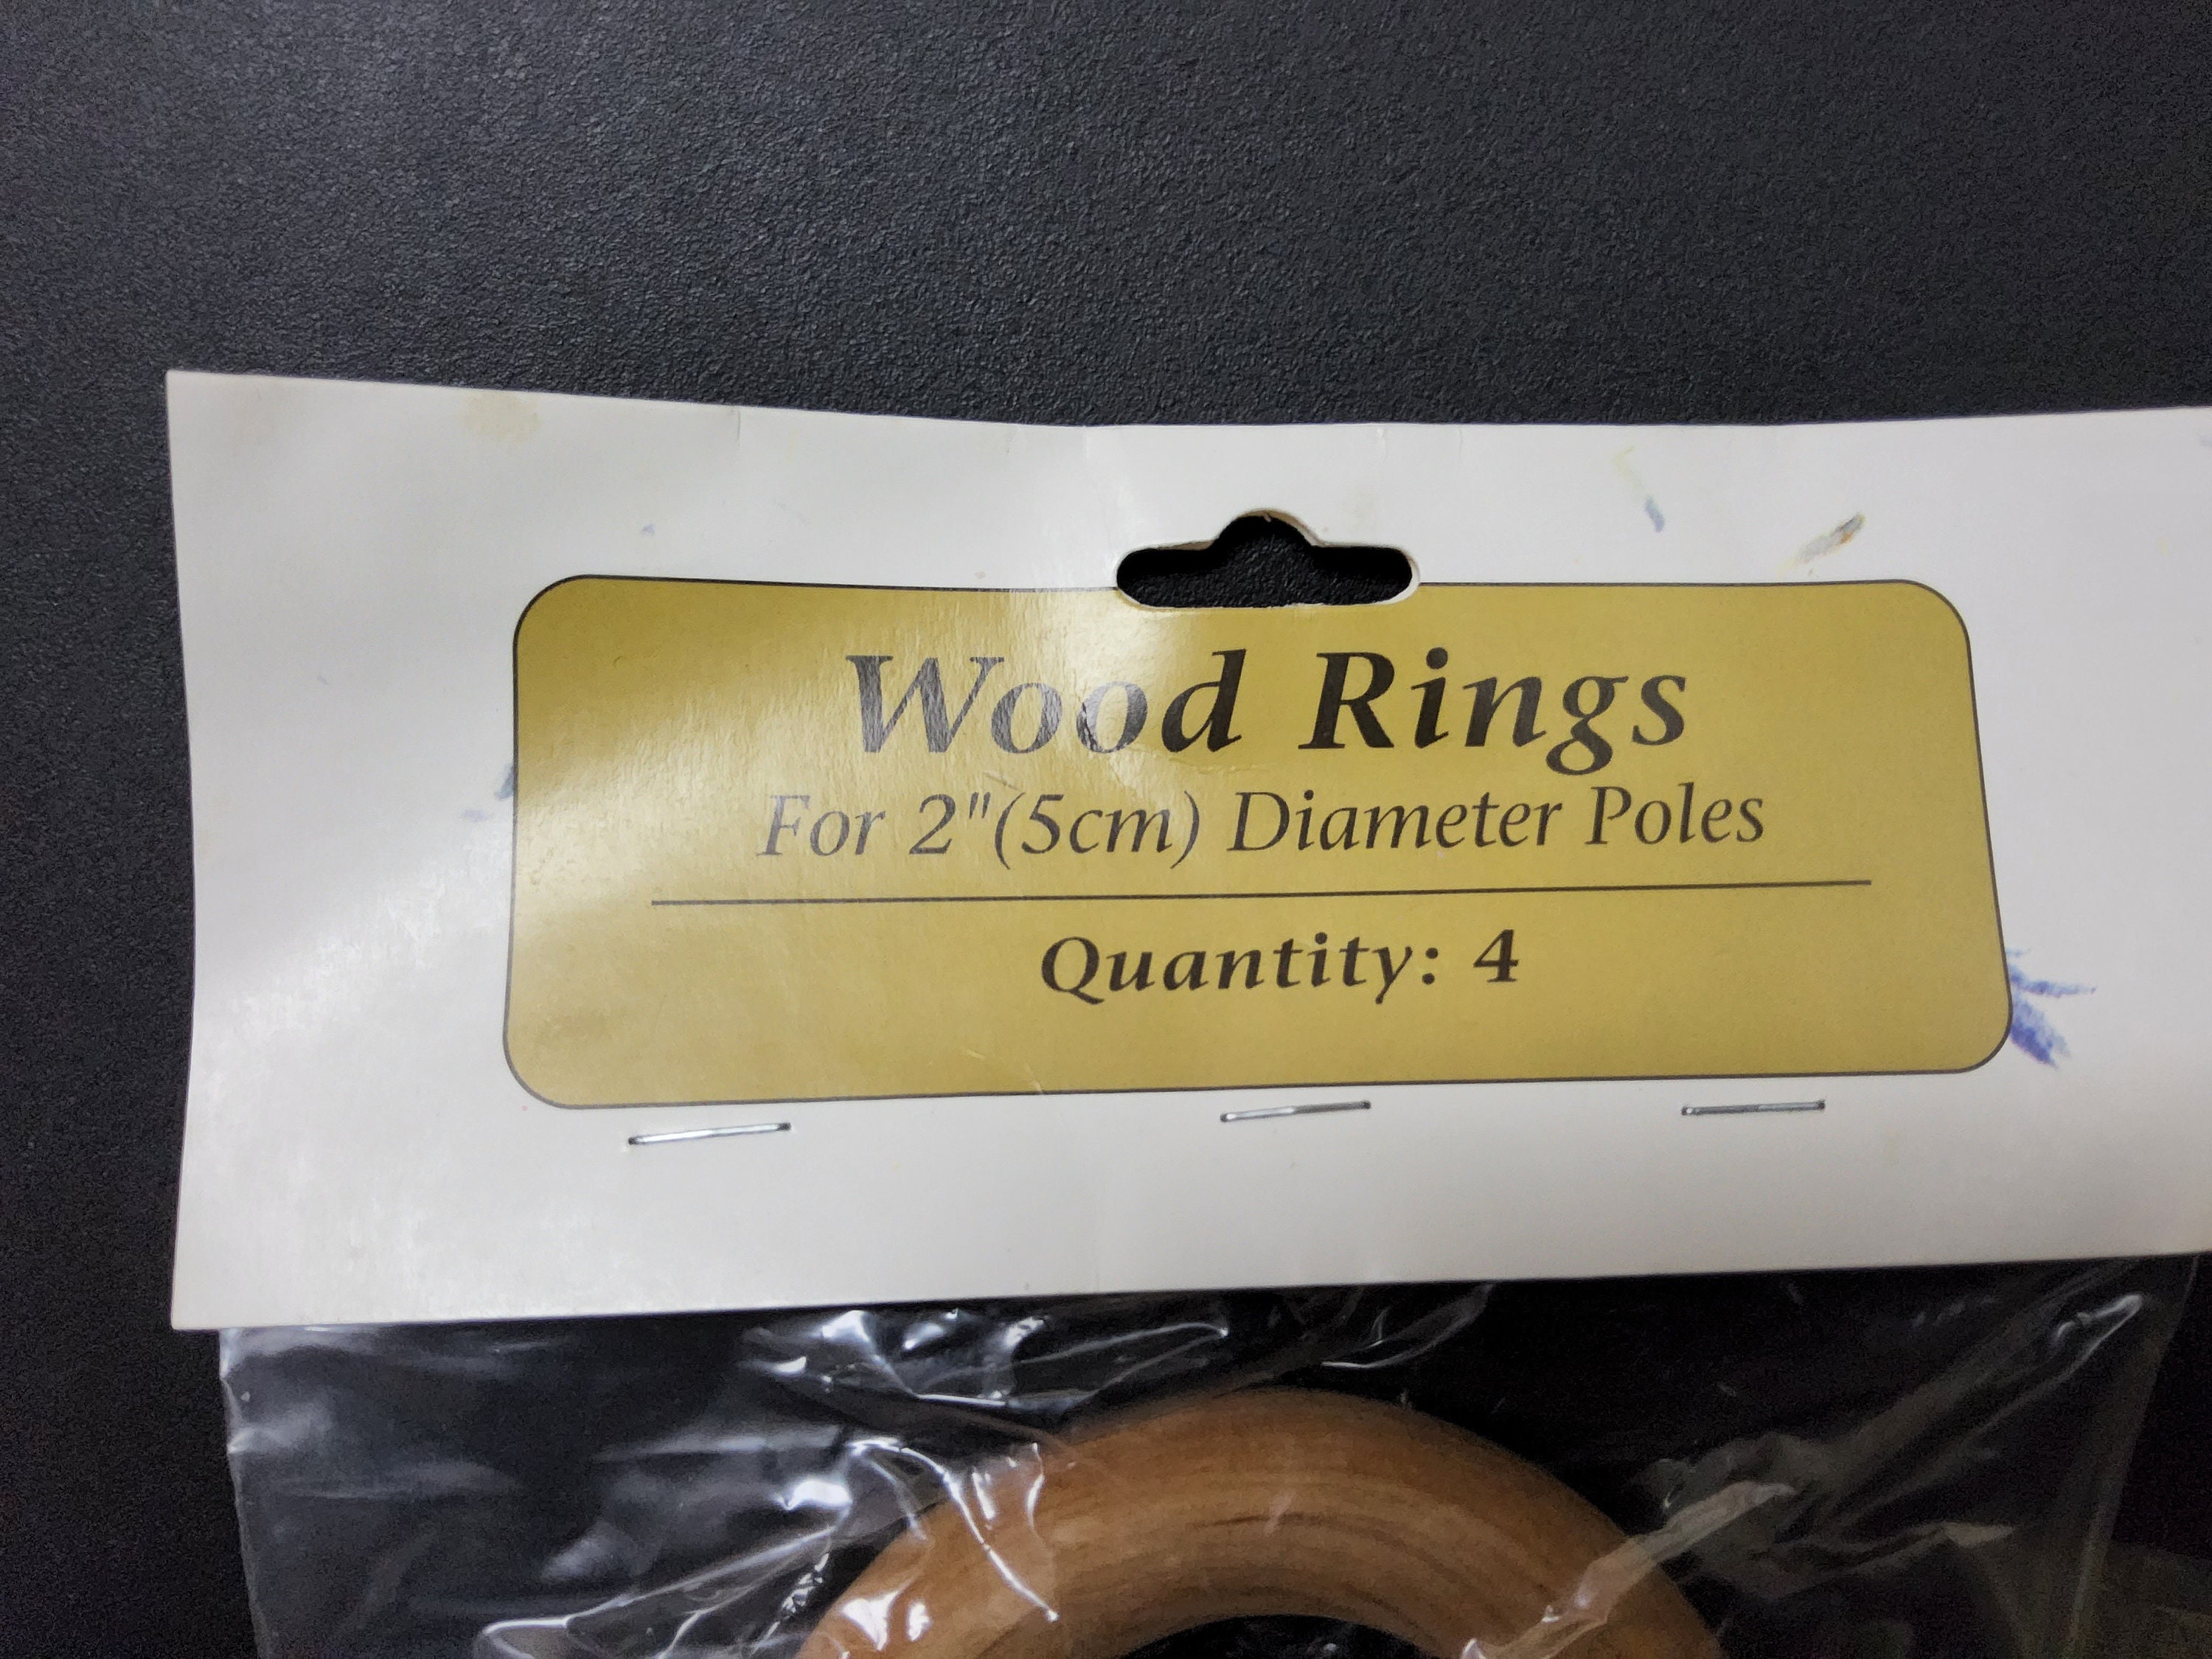 Wood Rings
For 2"(5cm) Diameter Poles
Quantity: 4